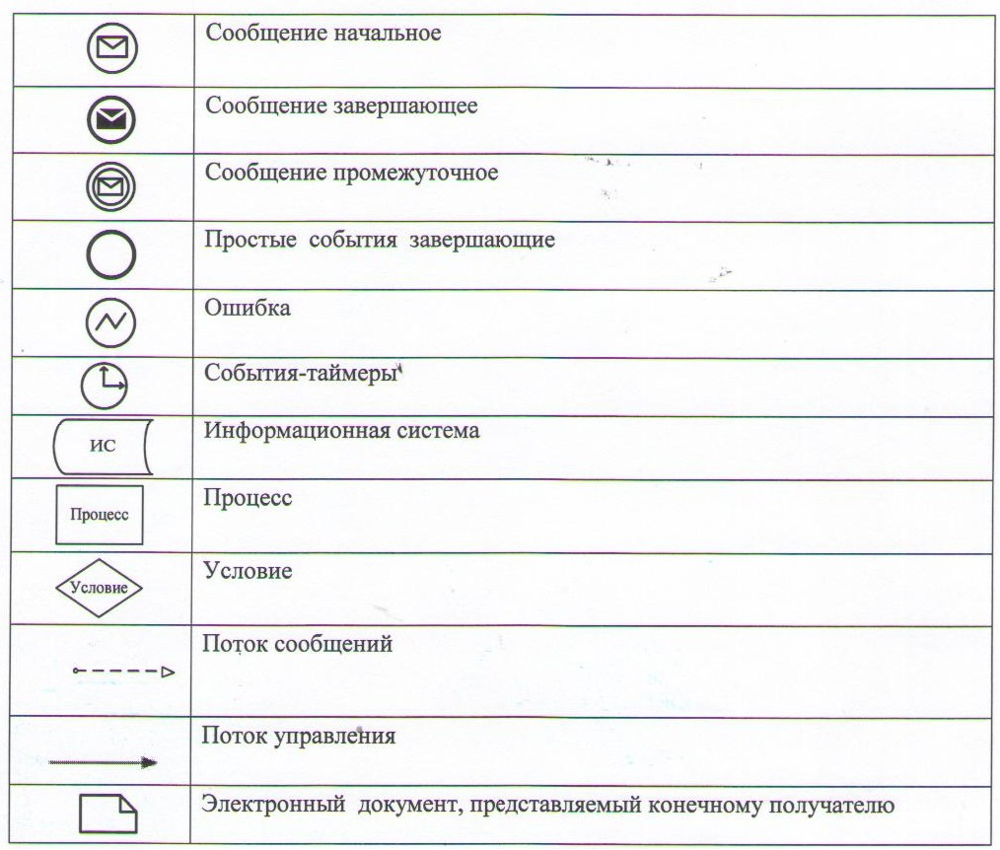 Сообщение начальное
Сообщение завершающее
Сообщение промежуточное
Простые события завершающие
Ошибка
События-таймеры
ИС
Информационная система
Процесс
Процесс
Условие
Условие
Поток сообщений
Поток управления
Электронный документ, представляемый конечному получателю